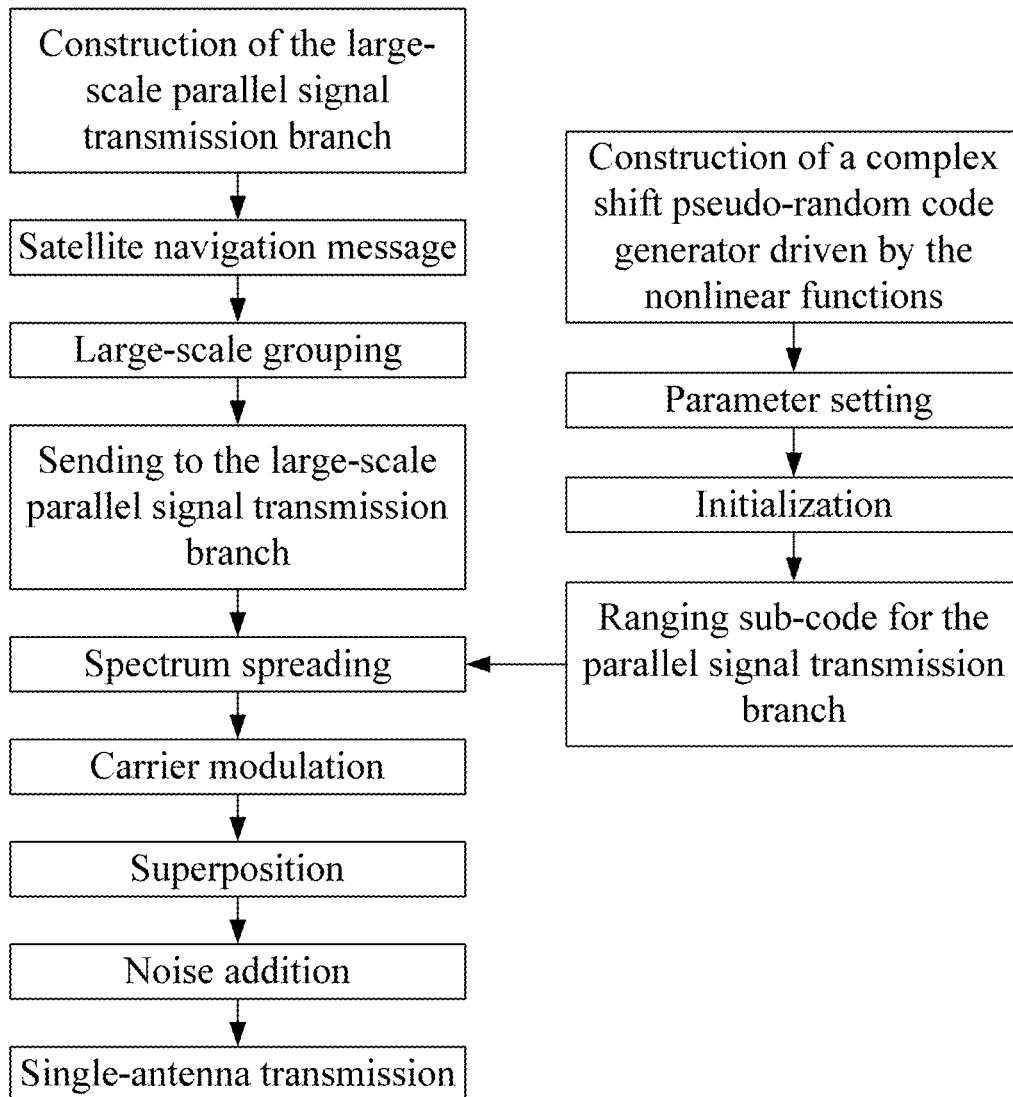 Construction of the large-
scale parallel signal
transmission branch
Satellite navigation message
Large-scale grouping
Sending to the large-scale
parallel signal transmission
branch
Spectrum spreading
Carrier modulation
Superposition
Noise addition
Single-antenna transmission
Construction of a complex
shift pseudo-random code
generator driven by the
nonlinear functions
Parameter setting
Initialization
Ranging sub-code for the
parallel signal transmission
branch